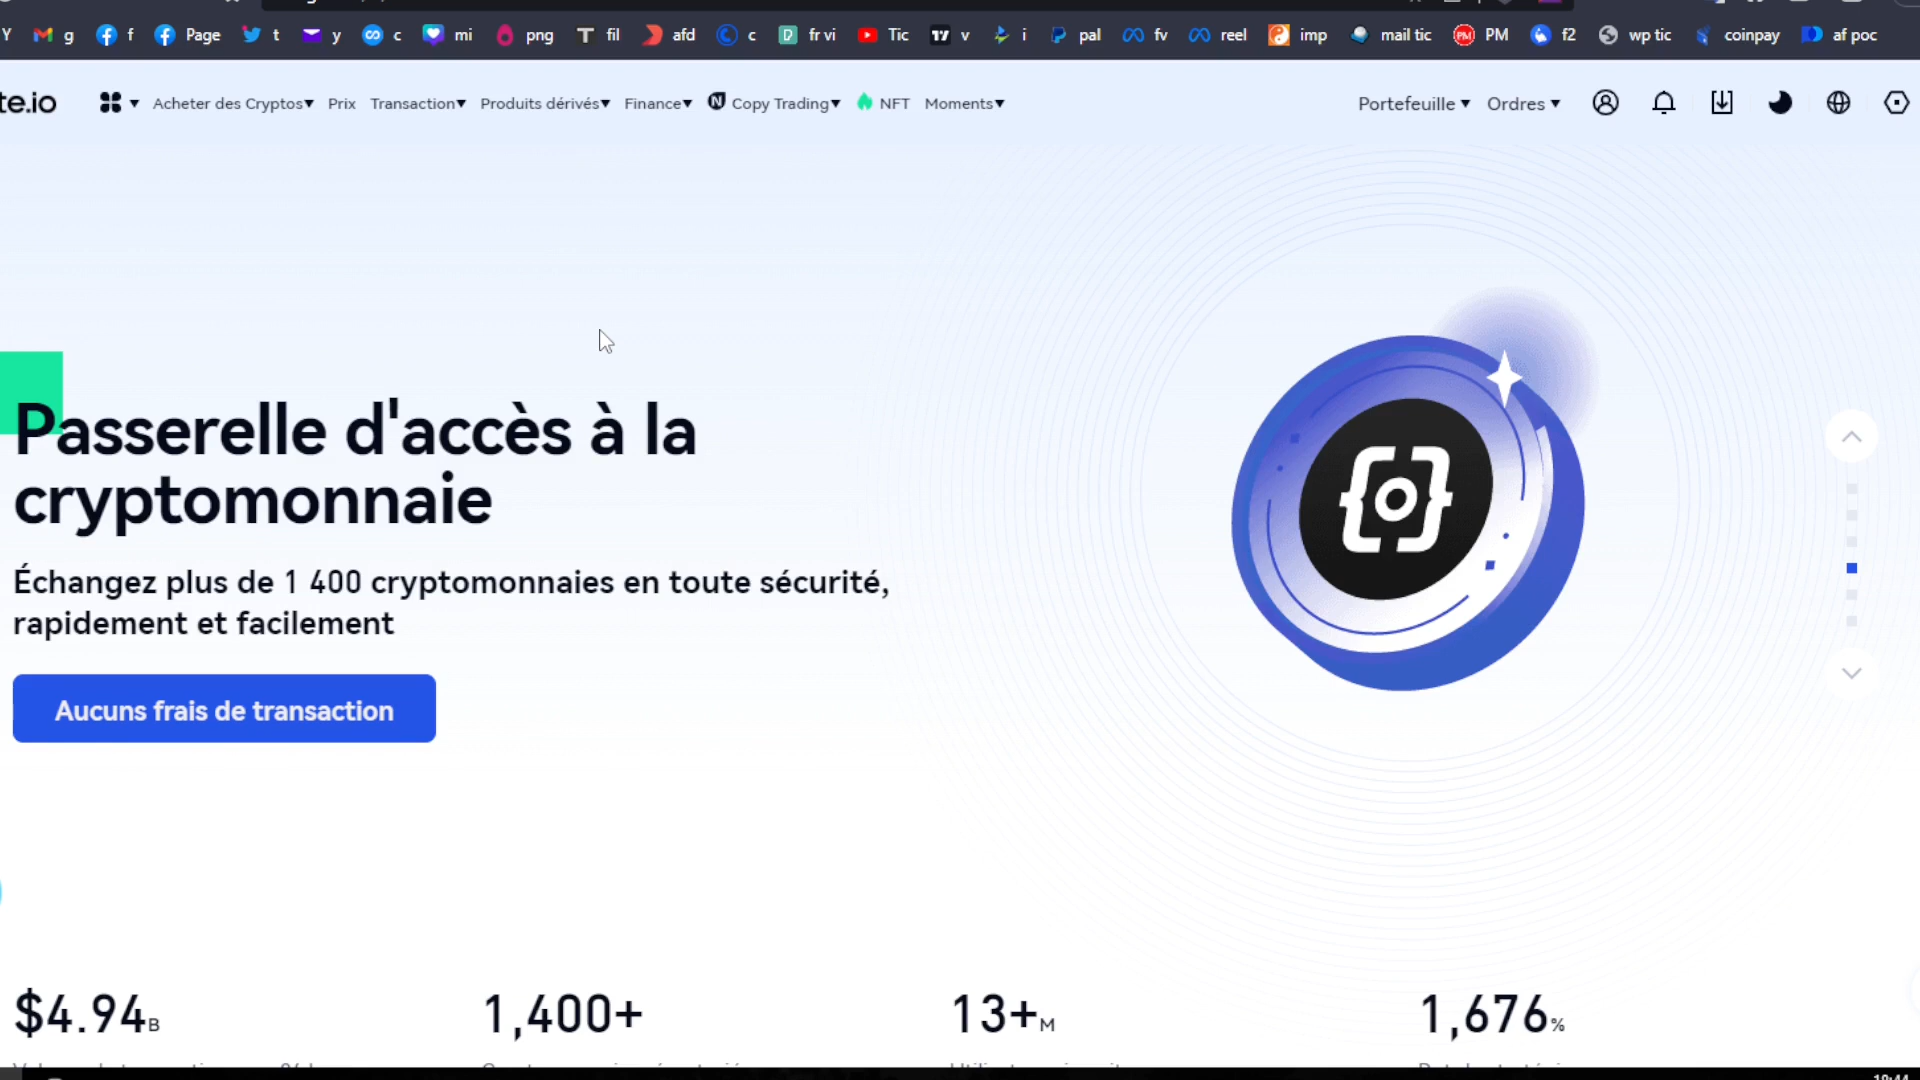 Y g f Page t y c mi png fil afd c fr vi Tic v i pal fv reel imp mail tic PM PM f2 wp tic coinpay af poc
te.io Acheter des Cryptos▼ Prix Transaction▼ Produits dérivés▼ Finance▼ Copy Trading▼ NFT Moments▼ Portefeuille ▼ Ordres ▼
Passerelle d'accès à la
cryptomonnaie
Échangez plus de 1 400 cryptomonnaies en toute sécurité,
rapidement et facilement
Aucuns frais de transaction
$4.94B 1,400+ 13+M 1,676%